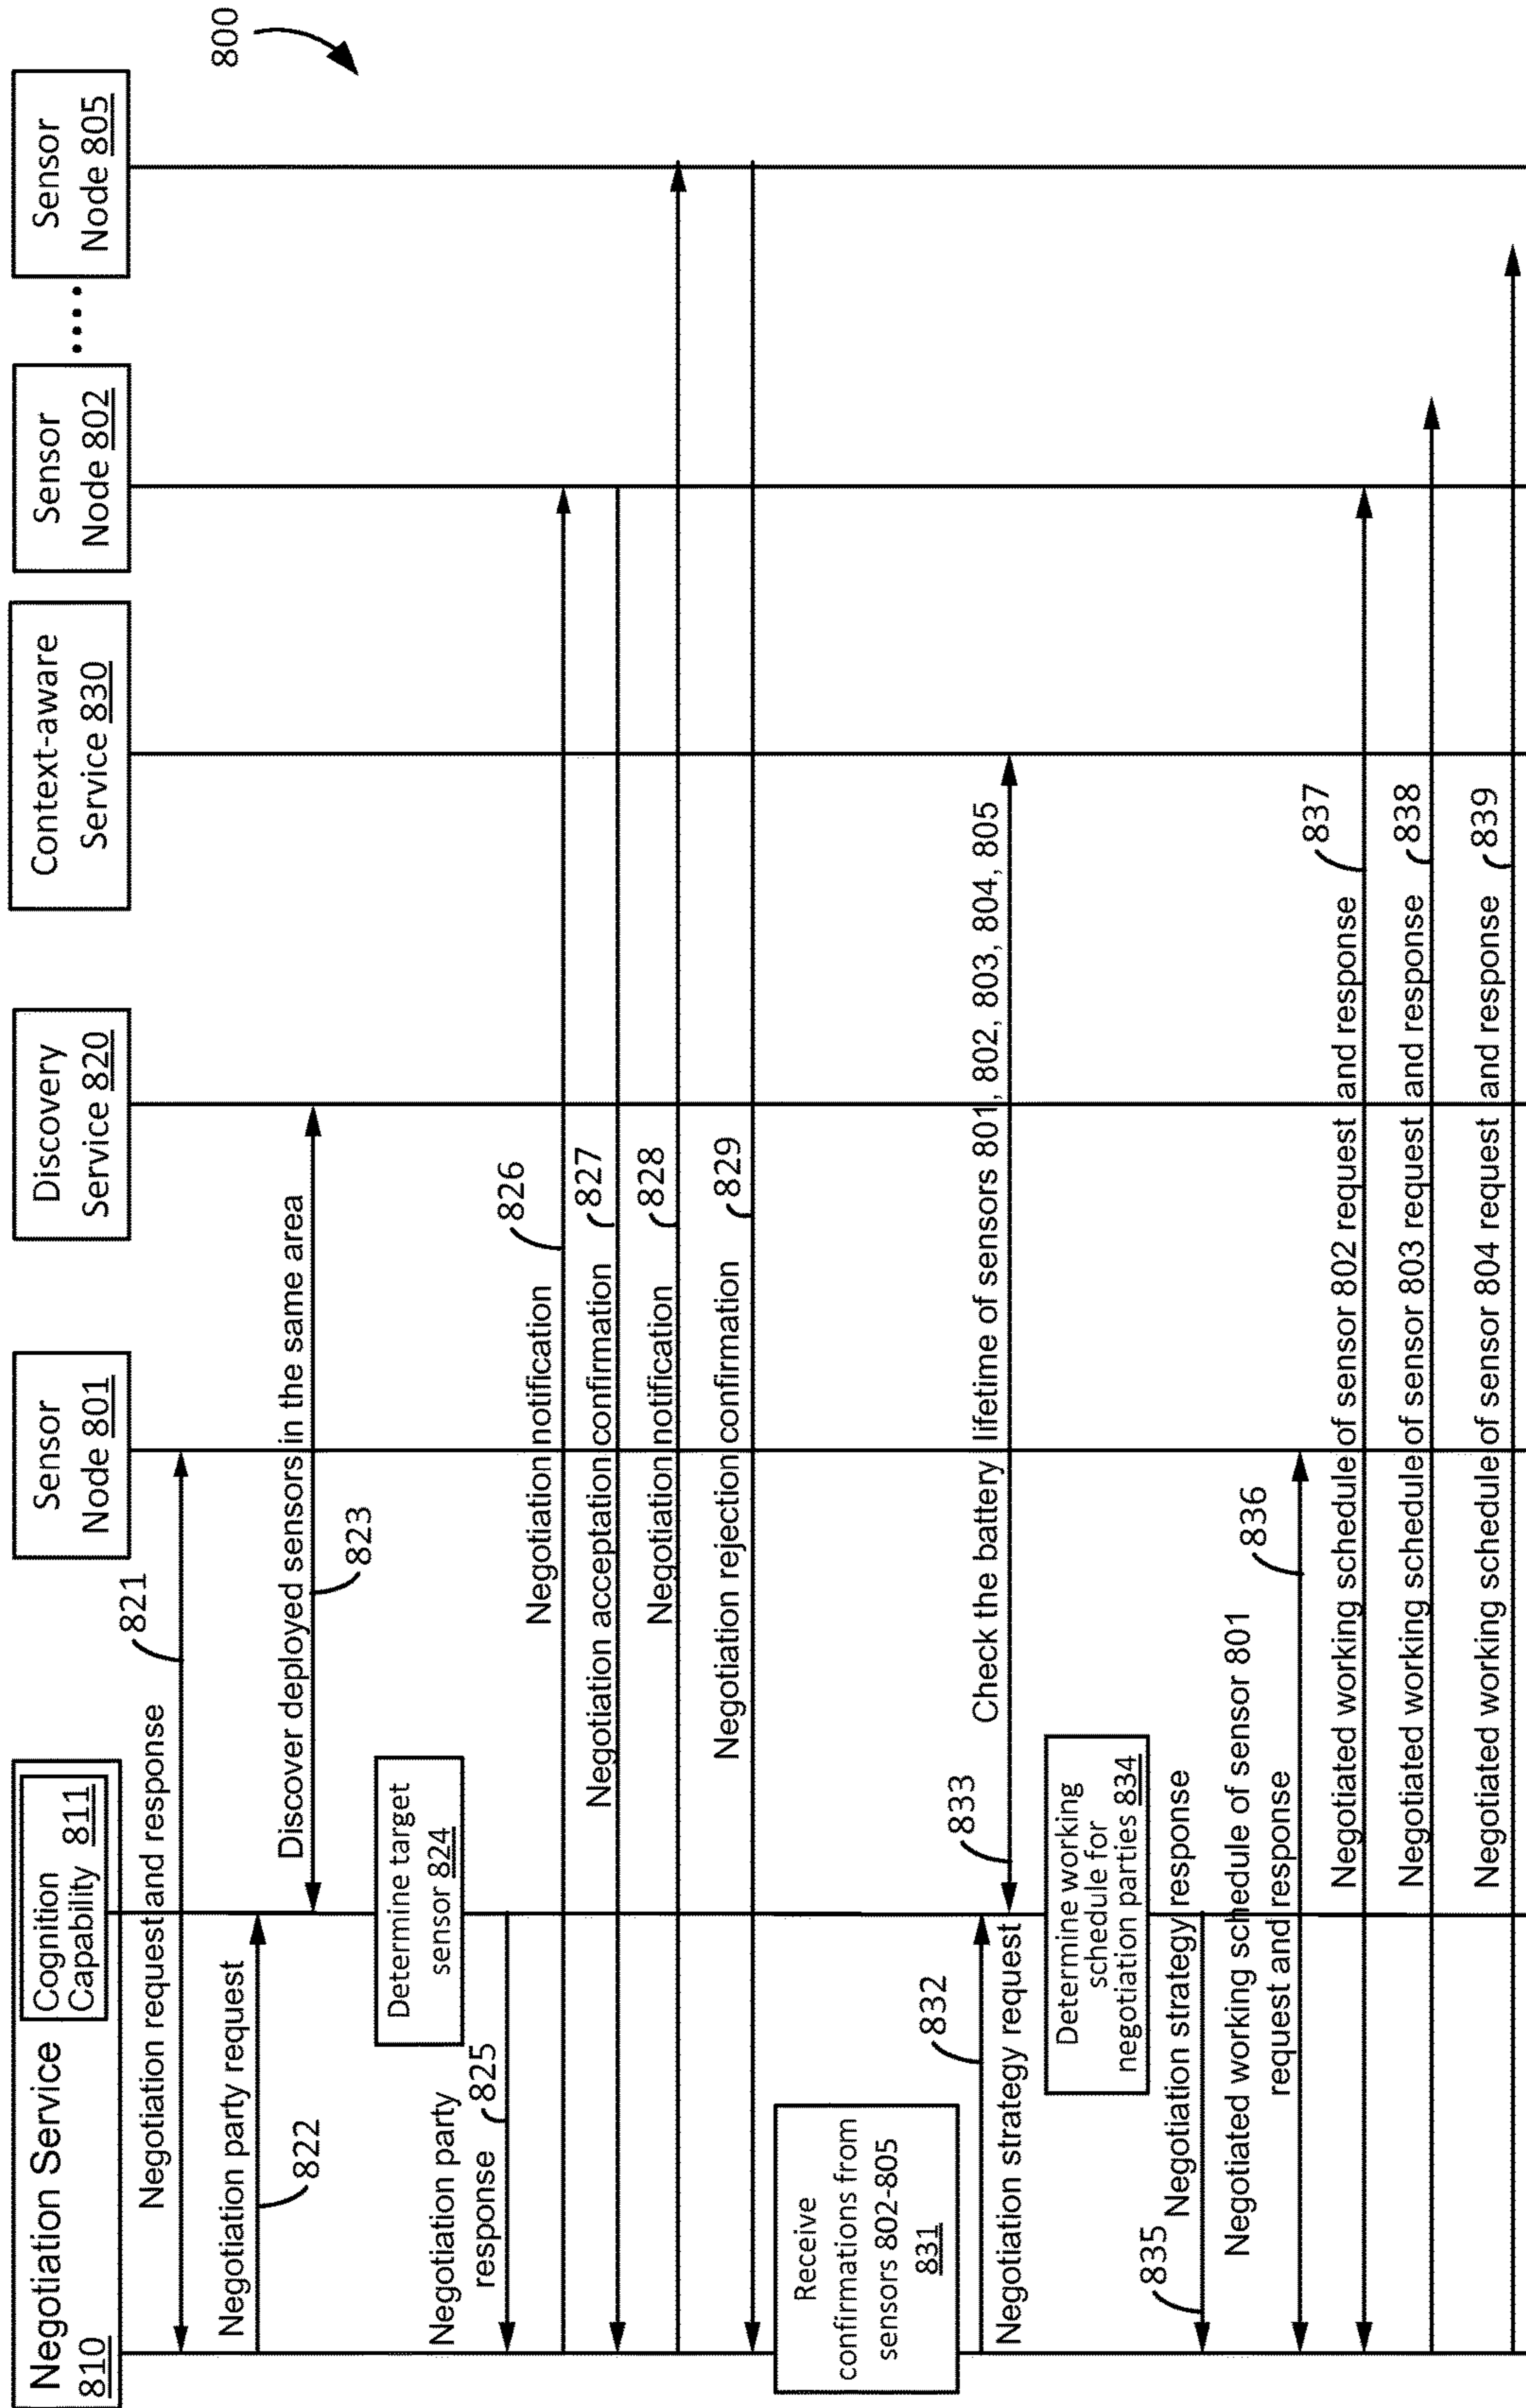 800
Negotiation Service
810
Cognition
Capability 811
Sensor
Node 801
Discovery
Service 820
Context-aware
Service 830
Sensor
Node 802
....
Sensor
Node 805
Negotiation request and response
821
Negotiation party request
822
Discover deployed sensors in the same area
823
Determine target
sensor 824
Negotiation party
response
825
Negotiation notification
826
Negotiation acceptation confirmation
827
Negotiation notification
828
Negotiation rejection confirmation
829
Receive
confirmations from
sensors 802-805
831
Negotiation strategy request
832
Check the battery lifetime of sensors 801, 802, 803, 804, 805
833
Determine working
schedule for
negotiation parties 834
Negotiation strategy response
835
Negotiated working schedule of sensor 801
request and response
836
Negotiated working schedule of sensor 802 request and response
837
Negotiated working schedule of sensor 803 request and response
838
Negotiated working schedule of sensor 804 request and response
839